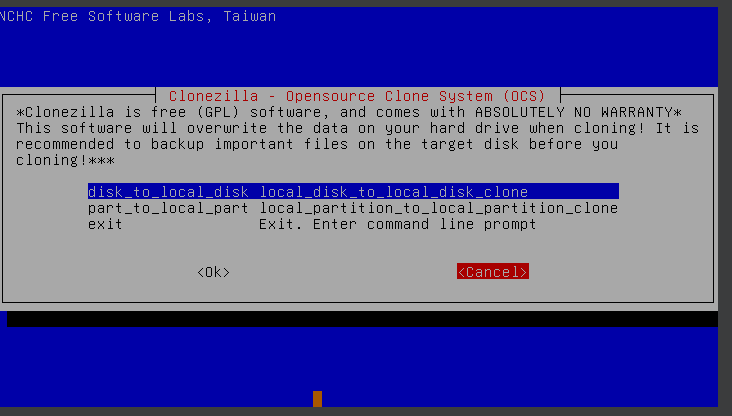 NCHC Free Software Labs, Taiwan
Clonezilla - Opensource Clone System (OCS)
*Clonezilla is free (GPL) software, and comes with ABSOLUTELY NO WARRANTY*
This software will overwrite the data on your hard drive when cloning! It is
recommended to backup important files on the target disk before you
cloning!***
disk_to_local_disk local_disk_to_local_disk_clone
part_to_local_part local_partition_to_local_partition_clone
exit Exit. Enter command line prompt
<Ok> <Cancel>